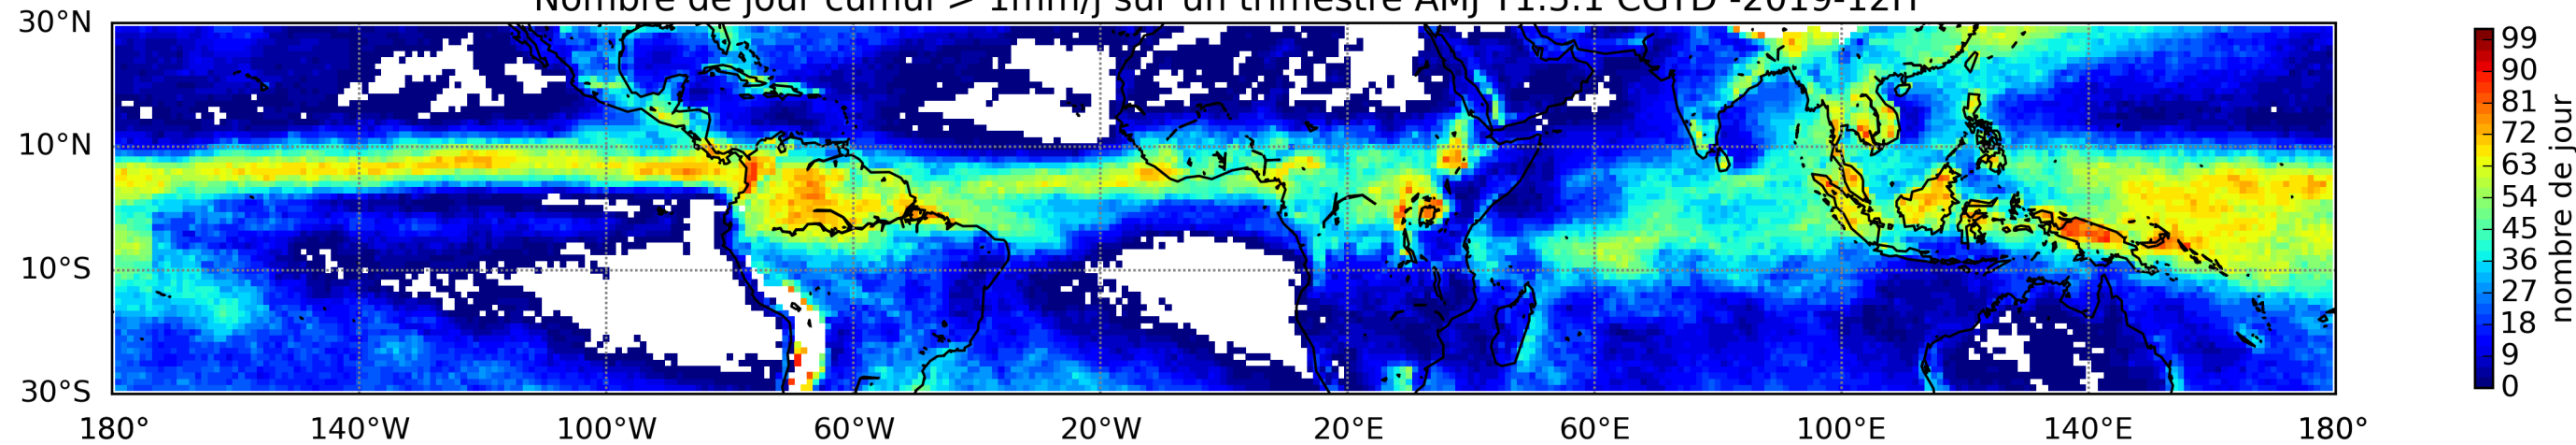 Nombre de jour cumul > 1mm/j sur un trimestre AMJ T1.5.1 CGTD -2019-12H
30°N
10°N
10°S
30°S
180° 140°W 100°W 60°W 20°W 20°E 60°E 100°E 140°E 180°
99
90
81
72
63
54
45
36
27
18
9
0
nombre de jour